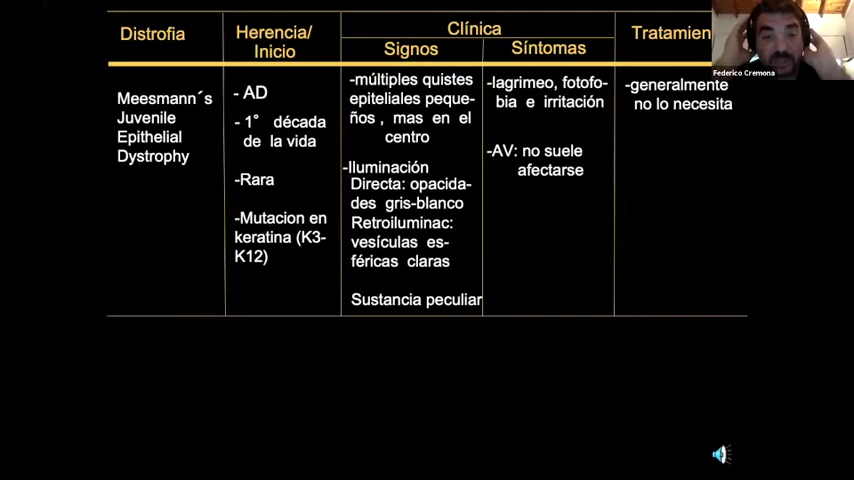 Distrofia
Herencia/
Inicio
Clínica
Signos
Síntomas
Tratamien
Federico Cremona
Meesmann´s
Juvenile
Epithelial
Dystrophy
- AD
- 1° década
de la vida
-Rara
-Mutacion en
keratina (K3-
K12)
-múltiples quistes
epiteliales peque-
ños , mas en el
centro
-Iluminación
Directa: opacida-
des gris-blanco
Retroiluminac:
vesículas es-
féricas claras
Sustancia peculiar
-lagrimeo, fotofo-
bia e irritación
-AV: no suele
afectarse
-generalmente
no lo necesita